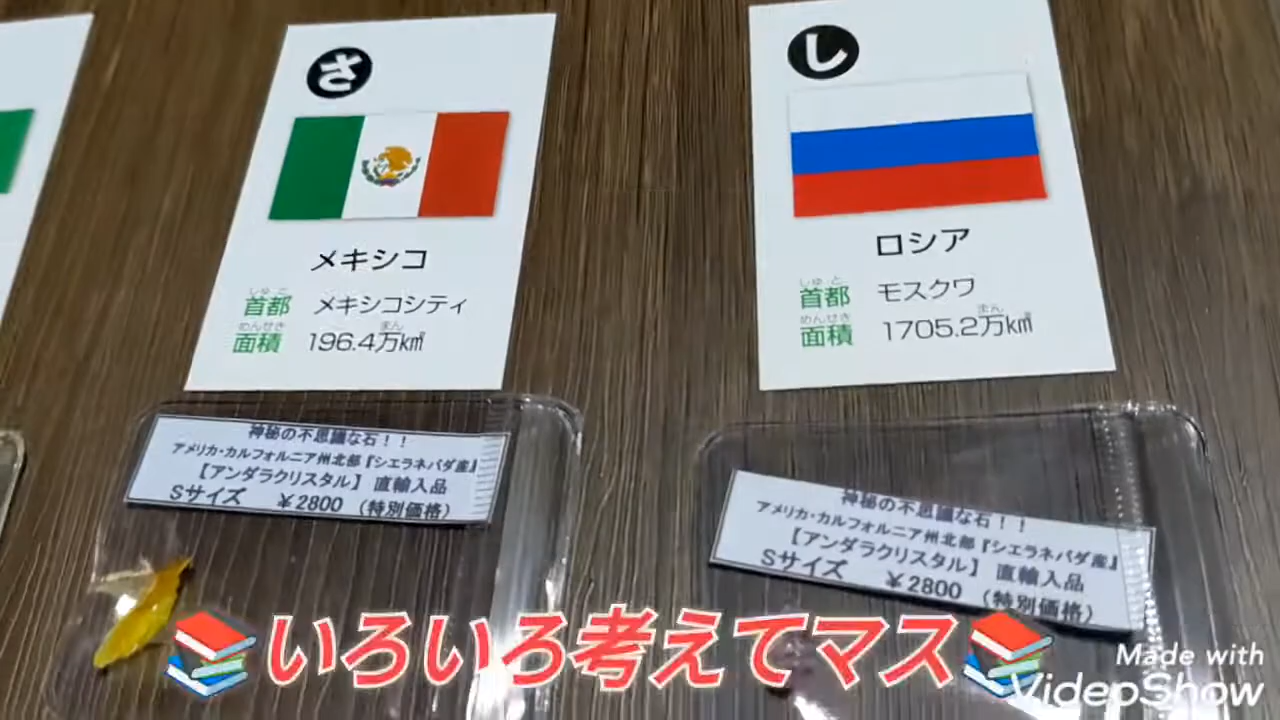 さ
メキシコ
しゅと
首都 メキシコシティ
めんせき まん
面積 196.4万㎢
し
ロシア
しゅと
首都 モスクワ
めんせき まん
面積 1705.2万㎢
神秘の不思議な石！！
アメリカ・カルフォルニア州北部『シエラネバダ産』
【アンダラクリスタル】 直輸入品
Sサイズ ￥2800 （特別価格）
神秘の不思議な石！！
アメリカ・カルフォルニア州北部『シエラネバダ産』
【アンダラクリスタル】 直輸入品
Sサイズ ￥2800 （特別価格）
📚いろいろ考えてマス📚
Made with
VideoShow